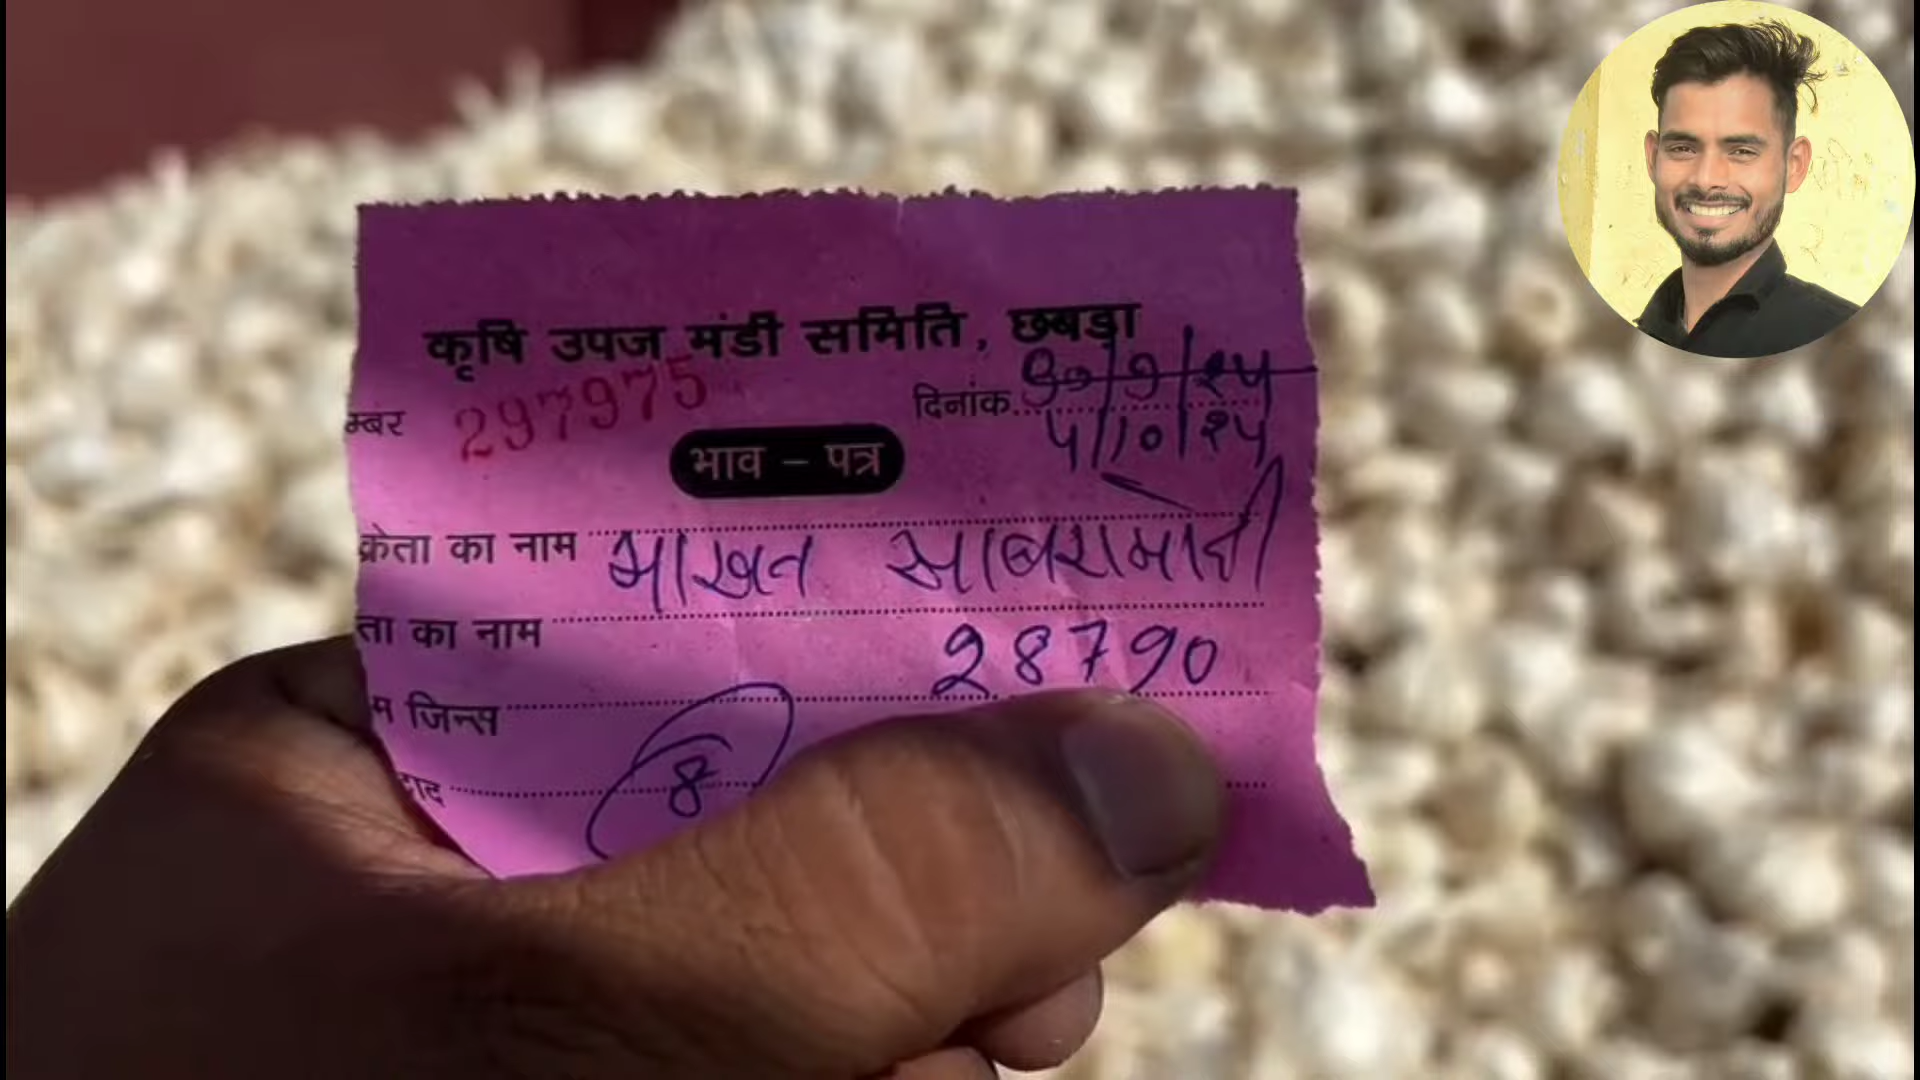 कृषि उपज मंडी समिति, छबड़ा
म्बर 297975 दिनांक
५/१०/२५
भाव – पत्र
क्रेता का नाम
ता का नाम 28790
म जिन्स
8